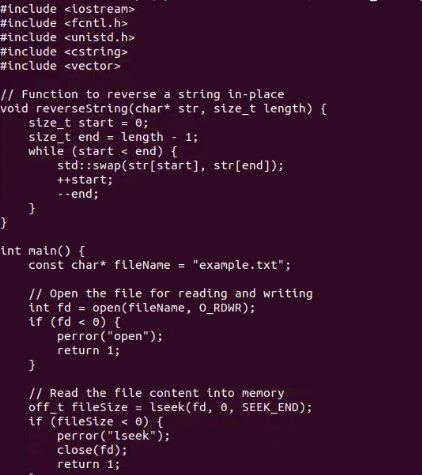 #include <iostream>
#include <fcntl.h>
#include <unistd.h>
#include <cstring>
#include <vector>

// Function to reverse a string in-place
void reverseString(char* str, size_t length) {
    size_t start = 0;
    size_t end = length - 1;
    while (start < end) {
        std::swap(str[start], str[end]);
        ++start;
        --end;
    }
}

int main() {
    const char* fileName = "example.txt";

    // Open the file for reading and writing
    int fd = open(fileName, O_RDWR);
    if (fd < 0) {
        perror("open");
        return 1;
    }

    // Read the file content into memory
    off_t fileSize = lseek(fd, 0, SEEK_END);
    if (fileSize < 0) {
        perror("lseek");
        close(fd);
        return 1;